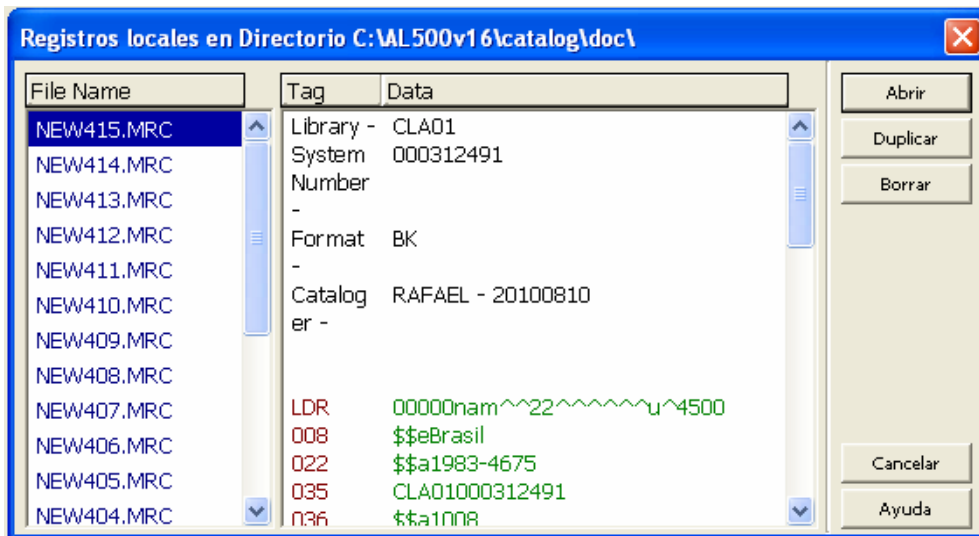 Registros locales en Directorio C:\AL500v16\catalog\doc\
File Name
NEW415.MRC
NEW414.MRC
NEW413.MRC
NEW412.MRC
NEW411.MRC
NEW410.MRC
NEW409.MRC
NEW408.MRC
NEW407.MRC
NEW406.MRC
NEW405.MRC
NEW404.MRC
Tag Data
Library - CLA01
System 000312491
Number
-
Format BK
-
Catalog RAFAEL - 20100810
er -
LDR 00000nam^^22^^^^^^u^4500
008 $$eBrasil
022 $$a1983-4675
035 CLA01000312491
036 $$a1008
Abrir
Duplicar
Borrar
Cancelar
Ayuda